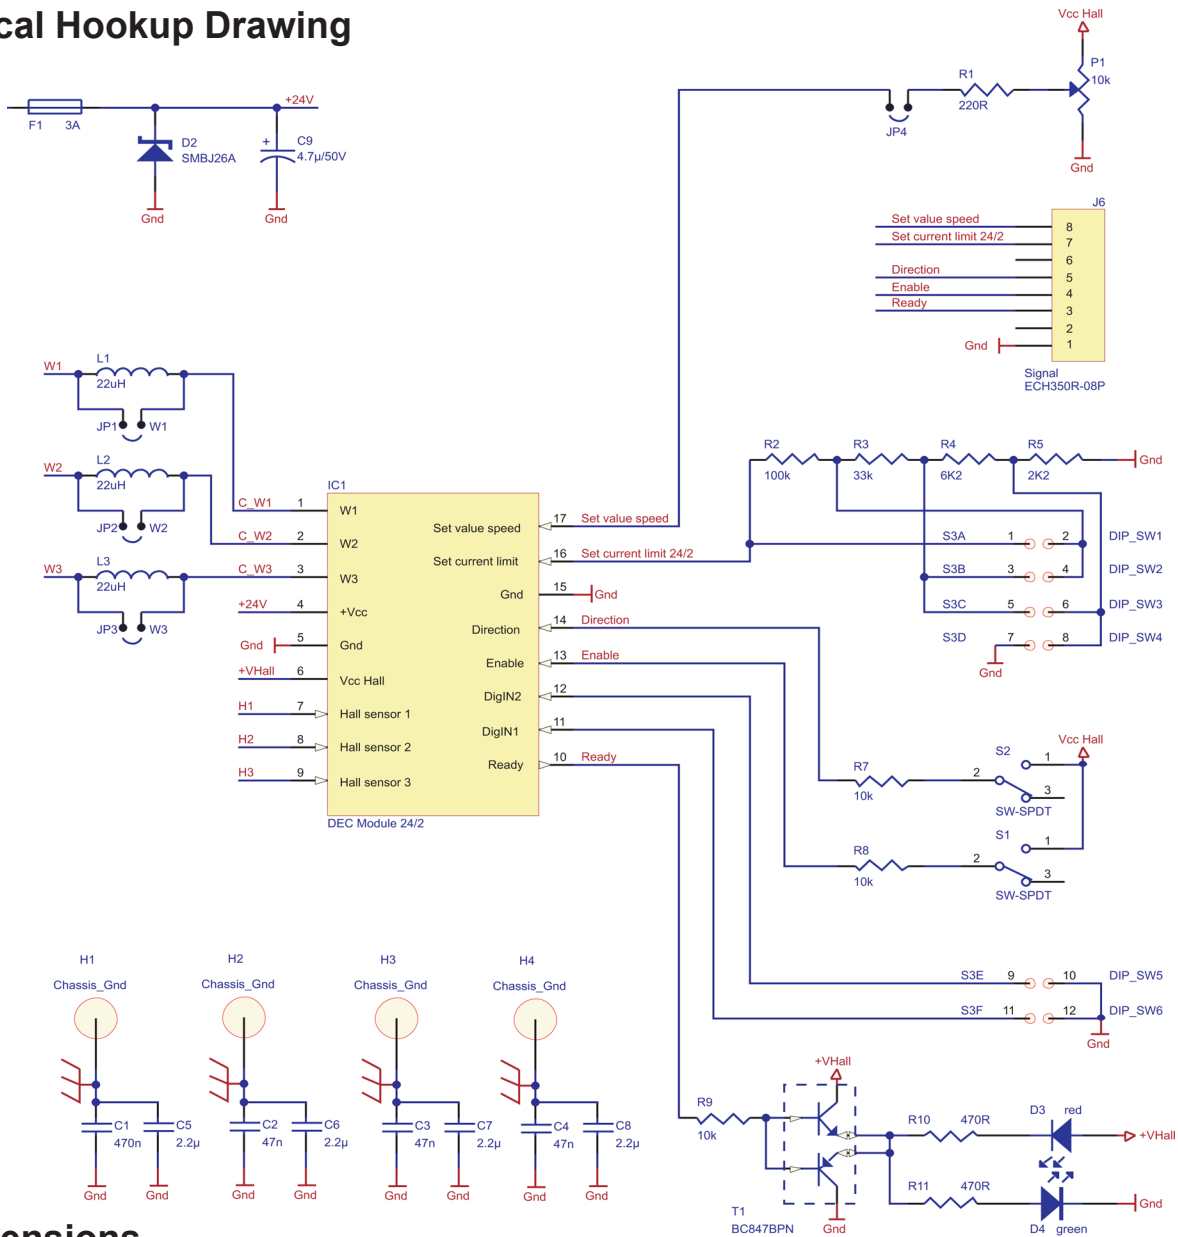 cal Hookup Drawing
F1 3A
+24V
D2
SMBJ26A
+
C9
4.7µ/50V
Gnd
Gnd
Vcc Hall
P1
10k
R1
220R
JP4
Gnd
J6
Set value speed 8
Set current limit 24/2 7
6
Direction 5
Enable 4
Ready 3
2
Gnd 1
Signal
ECH350R-08P
W1
L1
22uH
JP1 W1
W2
L2
22uH
JP2 W2
W3
L3
22uH
JP3 W3
IC1
C_W1 1 W1
C_W2 2 W2
C_W3 3 W3
+24V 4 +Vcc
Gnd 5 Gnd
+VHall 6 Vcc Hall
H1 7 Hall sensor 1
H2 8 Hall sensor 2
H3 9 Hall sensor 3
Set value speed 17 Set value speed
Set current limit 16 Set current limit 24/2
Gnd 15 Gnd
Direction 14 Direction
Enable 13 Enable
DigIN2 12
DigIN1 11
Ready 10 Ready
DEC Module 24/2
R2
100k
R3
33k
R4
6K2
R5
2K2
Gnd
S3A 1 2 DIP_SW1
S3B 3 4 DIP_SW2
S3C 5 6 DIP_SW3
S3D 7 8 DIP_SW4
Gnd
Vcc Hall
S2
1
2
3
SW-SPDT
R7
10k
S1
1
2
3
SW-SPDT
R8
10k
S3E 9 10 DIP_SW5
S3F 11 12 DIP_SW6
Gnd
H1
Chassis_Gnd
C1
470n
C5
2.2µ
Gnd
Gnd
H2
Chassis_Gnd
C2
47n
C6
2.2µ
Gnd
Gnd
H3
Chassis_Gnd
C3
47n
C7
2.2µ
Gnd
Gnd
H4
Chassis_Gnd
C4
47n
C8
2.2µ
Gnd
Gnd
+VHall
R9
10k
T1
BC847BPN
Gnd
R10 470R
D3 red
+VHall
R11 470R
D4 green
Gnd
ensions